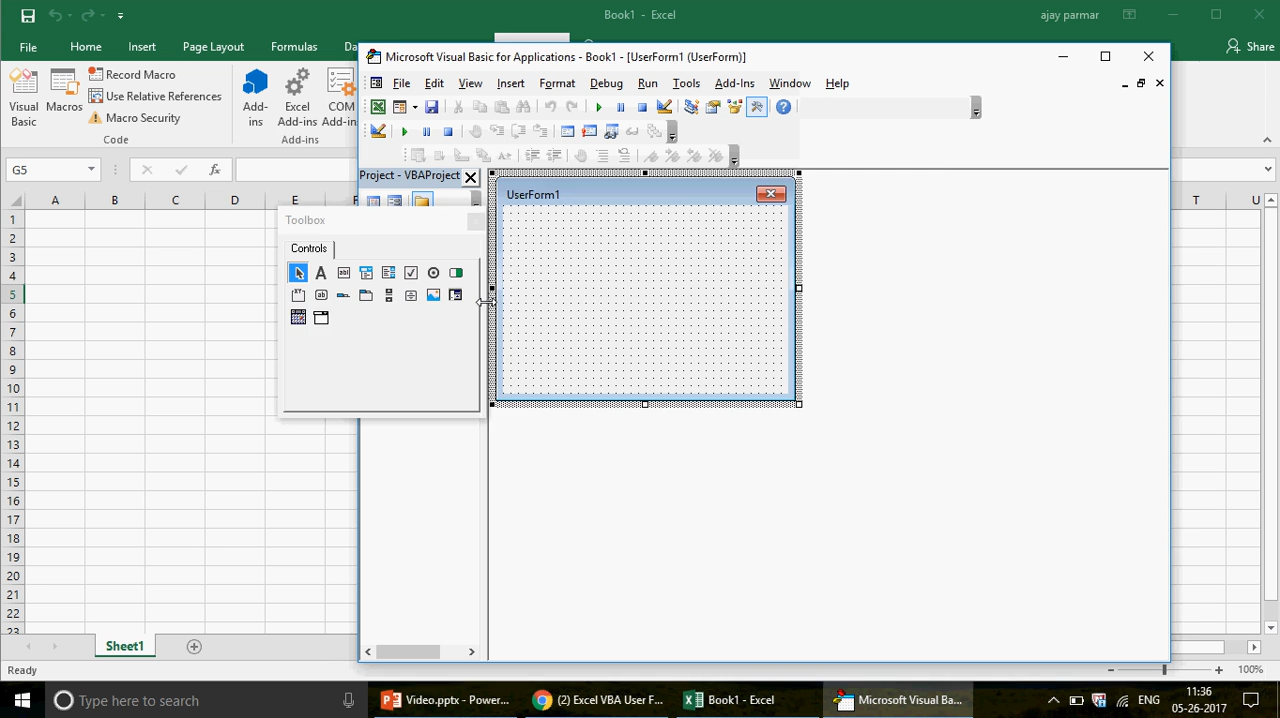 Book1 - Excel
ajay parmar
File
Home
Insert
Page Layout
Formulas
Da
Share
Visual Basic
Macros
Record Macro
Use Relative References
Macro Security
Code
Add-ins
Excel Add-ins
COM Add-in
Add-ins
G5
fx
A B C D E F
T U
1
2
3
4
5
6
7
8
9
10
11
12
13
14
15
16
17
18
19
20
21
22
23
Sheet1
Ready
100%
Microsoft Visual Basic for Applications - Book1 - [UserForm1 (UserForm)]
File Edit View Insert Format Debug Run Tools Add-Ins Window Help
Project - VBAProject
Toolbox
Controls
UserForm1
Type here to search
Video.pptx - Power...
(2) Excel VBA User F...
Book1 - Excel
Microsoft Visual Ba...
ENG
11:36
05-26-2017